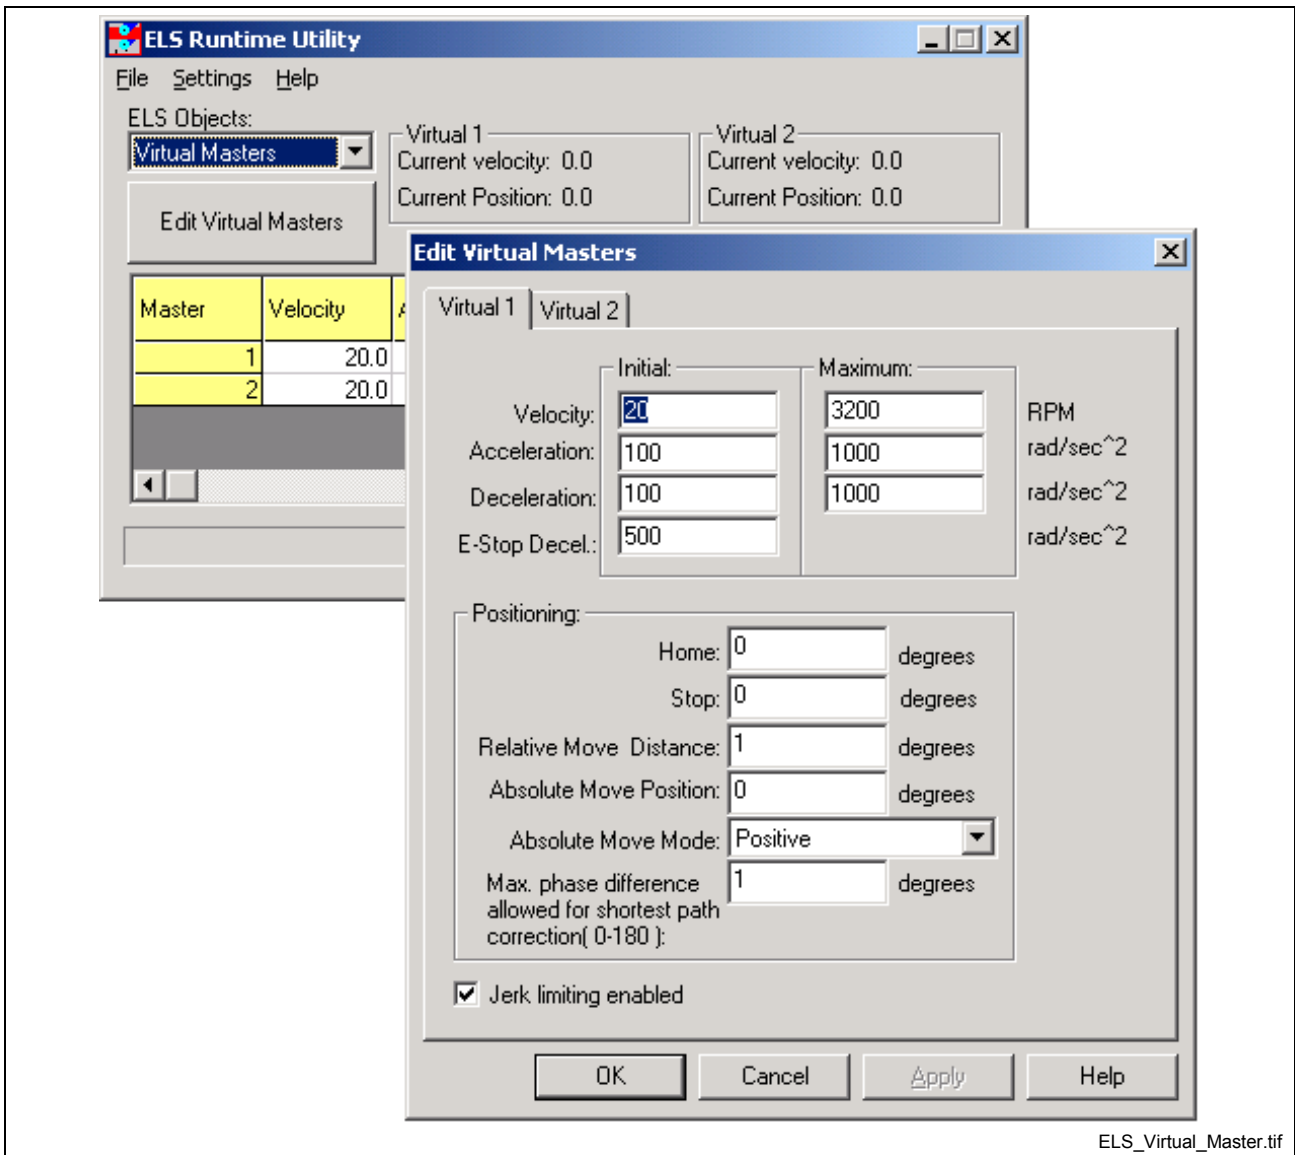 ELS Runtime Utility
File Settings Help
ELS Objects:
Virtual Masters
Edit Virtual Masters
Virtual 1
Current velocity: 0.0
Current Position: 0.0
Virtual 2
Current velocity: 0.0
Current Position: 0.0
Master Velocity
1 20.0
2 20.0
Edit Virtual Masters
Virtual 1 Virtual 2
Initial: Maximum:
Velocity: 20 3200 RPM
Acceleration: 100 1000 rad/sec^2
Deceleration: 100 1000 rad/sec^2
E-Stop Decel.: 500 rad/sec^2
Positioning:
Home: 0 degrees
Stop: 0 degrees
Relative Move Distance: 1 degrees
Absolute Move Position: 0 degrees
Absolute Move Mode: Positive
Max. phase difference 1 degrees
allowed for shortest path
correction( 0-180 ):
Jerk limiting enabled
OK Cancel Apply Help
ELS_Virtual_Master.tif